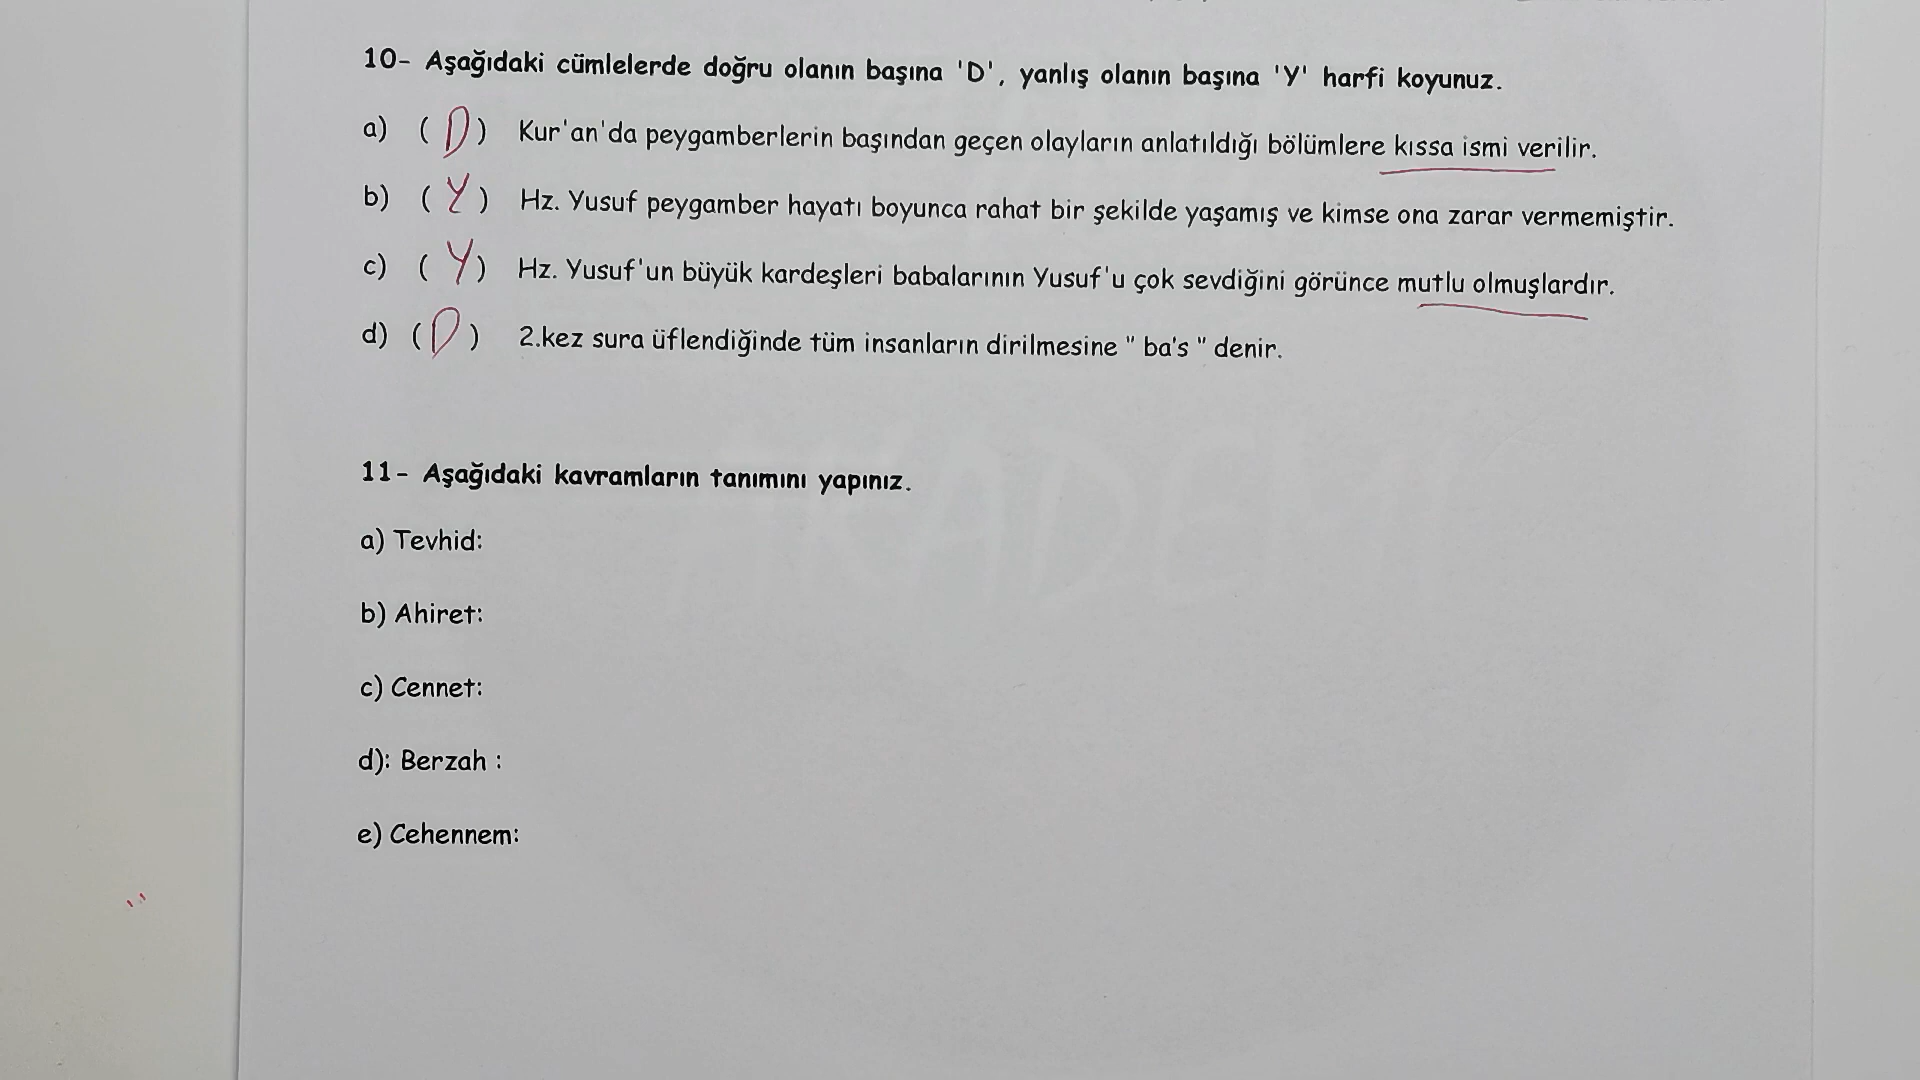 10- Aşağıdaki cümlelerde doğru olanın başına 'D', yanlış olanın başına 'Y' harfi koyunuz.
a) ( D ) Kur'an'da peygamberlerin başından geçen olayların anlatıldığı bölümlere kıssa ismi verilir.
b) ( Y ) Hz. Yusuf peygamber hayatı boyunca rahat bir şekilde yaşamış ve kimse ona zarar vermemiştir.
c) ( Y ) Hz. Yusuf'un büyük kardeşleri babalarının Yusuf'u çok sevdiğini görünce mutlu olmuşlardır.
d) ( D ) 2.kez sura üflendiğinde tüm insanların dirilmesine " ba's " denir.
11- Aşağıdaki kavramların tanımını yapınız.
a) Tevhid:
b) Ahiret:
c) Cennet:
d): Berzah :
e) Cehennem: